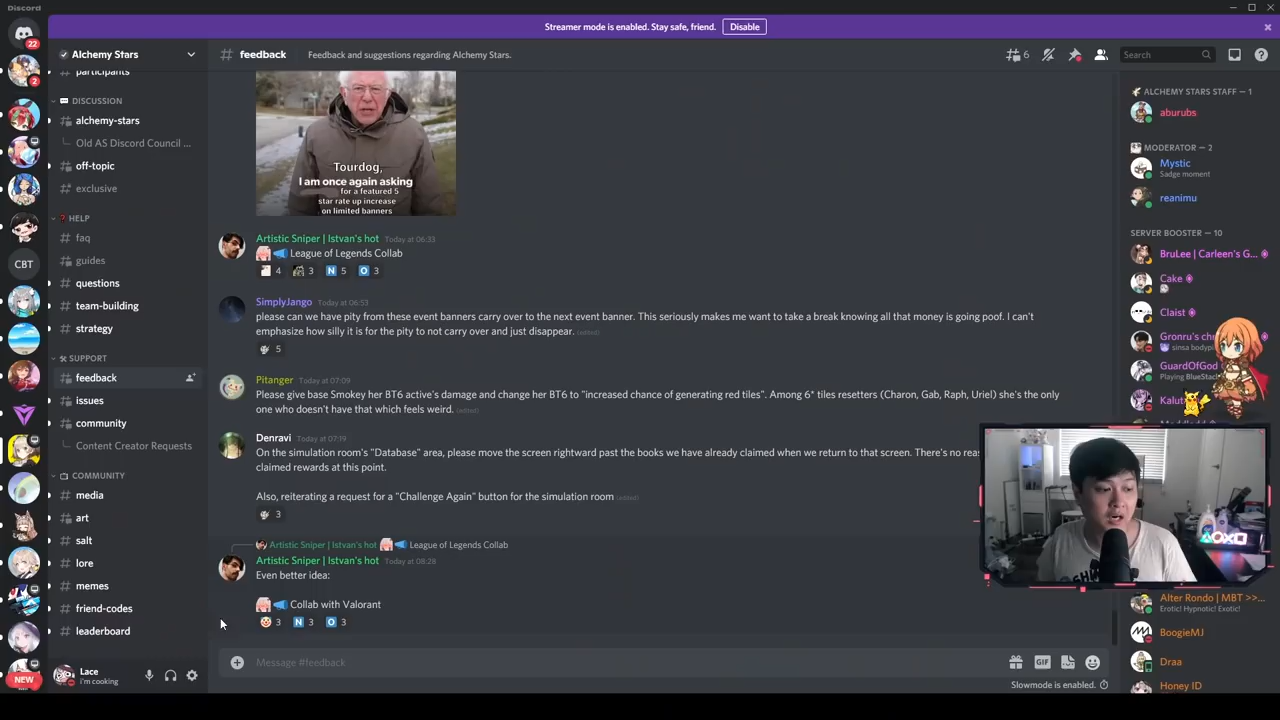 Discord
Streamer mode is enabled. Stay safe, friend. Disable
Alchemy Stars
feedback Feedback and suggestions regarding Alchemy Stars.
6
Search
participants
DISCUSSION
alchemy-stars
Old AS Discord Council ...
off-topic
exclusive
HELP
faq
guides
questions
team-building
strategy
SUPPORT
feedback
issues
community
Content Creator Requests
COMMUNITY
media
art
salt
lore
memes
friend-codes
leaderboard
22
2
CBT
NEW
Lace
i'm cooking
Tourdog,
I am once again asking
for a featured 5
star rate up increase
on limited banners
Artistic Sniper | Istvan's hot Today at 06:33
League of Legends Collab
4 3 N 5 O 3
SimplyJango Today at 06:53
please can we have pity from these event banners carry over to the next event banner. This seriously makes me want to take a break knowing all that money is going poof. I can't
emphasize how silly it is for the pity to not carry over and just disappear. (edited)
5
Pitanger Today at 07:09
Please give base Smokey her BT6 active's damage and change her BT6 to "increased chance of generating red tiles". Among 6* tiles resetters (Charon, Gab, Raph, Uriel) she's the only
one who doesn't have that which feels weird. (edited)
Denravi Today at 07:19
On the simulation room's "Database" area, please move the screen rightward past the books we have already claimed when we return to that screen. There's no
claimed rewards at this point.
Also, reiterating a request for a "Challenge Again" button for the simulation room (edited)
3
Artistic Sniper | Istvan's hot League of Legends Collab
Artistic Sniper | Istvan's hot Today at 08:28
Even better idea:
Collab with Valorant
3 N 3 O 3
Message #feedback
GIF
Slowmode is enabled.
ALCHEMY STARS STAFF — 1
aburubs
MODERATOR — 2
Mystic
Sadge moment
reanimu
SERVER BOOSTER — 10
BruLee | Carleen's G...
Cake
Claist
Gronru's
sinsa
GuardOfGod
Playing
Alter Rondo | MBT >>...
Erotic! Hypnotic! Exotic!
BoogieMJ
Draa
Honey ID